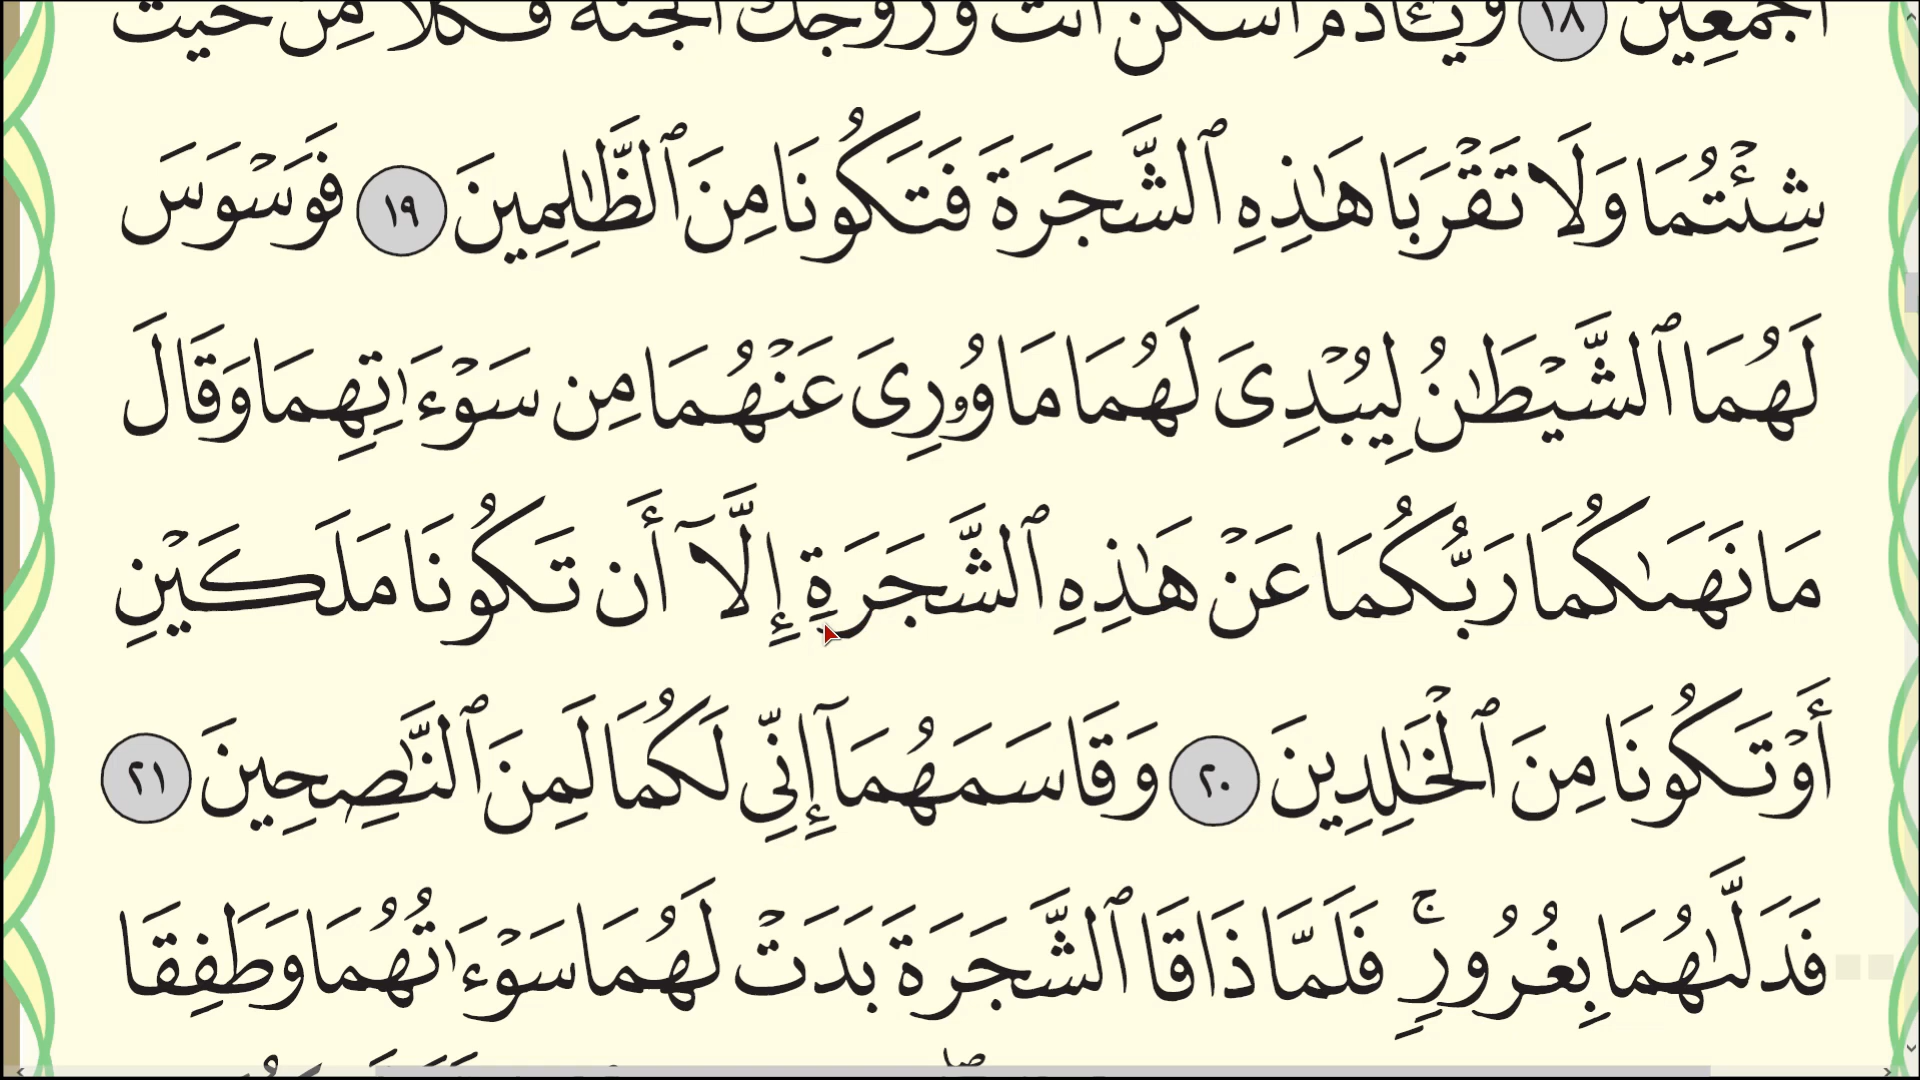 أَجۡمَعِينَ ١٨ وَيَـٰٓـَٔادَمُ ٱسۡكُنۡ أَنتَ وَزَوۡجُكَ ٱلۡجَنَّةَ فَكُلَا مِنۡ حَيۡثُ
شِئۡتُمَا وَلَا تَقۡرَبَا هَـٰذِهِ ٱلشَّجَرَةَ فَتَكُونَا مِنَ ٱلظَّـٰلِمِينَ ١٩ فَوَسۡوَسَ
لَهُمَا ٱلشَّيۡطَـٰنُ لِيُبۡدِىَ لَهُمَا مَا وُۥرِىَ عَنۡهُمَا مِن سَوۡءَٰتِهِمَا وَقَالَ
مَا نَهَىٰكُمَا رَبُّكُمَا عَنۡ هَـٰذِهِ ٱلشَّجَرَةِ إِلَّآ أَن تَكُونَا مَلَكَيۡنِ
أَوۡ تَكُونَا مِنَ ٱلۡخَـٰلِدِينَ ٢٠ وَقَاسَمَهُمَآ إِنِّى لَكُمَا لَمِنَ ٱلنَّـٰصِحِينَ ٢١
فَدَلَّىٰهُمَا بِغُرُورٖۚ فَلَمَّا ذَاقَا ٱلشَّجَرَةَ بَدَتۡ لَهُمَا سَوۡءَٰتُهُمَا وَطَفِقَا